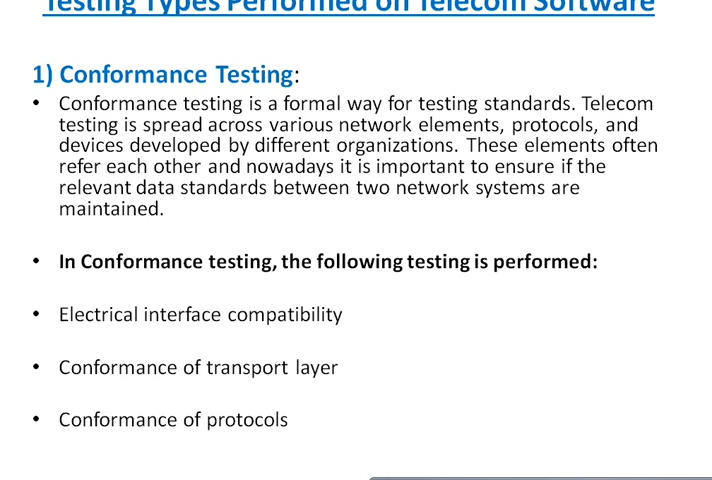 Testing Types Performed on Telecom Software
1) Conformance Testing:
• Conformance testing is a formal way for testing standards. Telecom
testing is spread across various network elements, protocols, and
devices developed by different organizations. These elements often
refer each other and nowadays it is important to ensure if the
relevant data standards between two network systems are
maintained.
• In Conformance testing, the following testing is performed:
• Electrical interface compatibility
• Conformance of transport layer
• Conformance of protocols